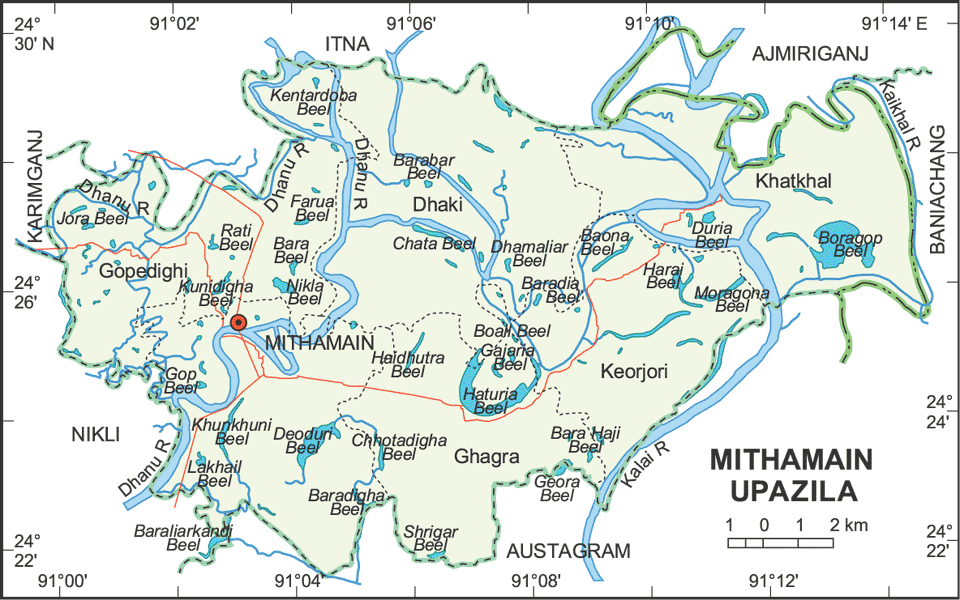 91°02'
91°06'
91°10'
91°14' E
24°
30' N
ITNA
AJMIRIGANJ
Kentardoba
Beel
Kaikhal R
KARIMGANJ
BANIACHANG
Dhanu R
Dhanu R
Dhanu R
Barabar
Beel
Khatkhal
Jora Beel
Farua
Beel
Dhaki
Rati
Beel
Bara
Beel
Chata Beel
Dhamaliar
Beel
Baona
Beel
Duria
Beel
Boragop
Beel
Gopedighi
Kunidigha
Beel
Nikla
Beel
Baradia
Beel
Harai
Beel
Moragoha
Beel
24°
26'
MITHAMAIN
Boali Beel
Haidhutra
Beel
Gajaria
Beel
Keorjori
Gop
Beel
Haturia
Beel
24°
24'
NIKLI
Khunkhuni
Beel
Deoduri
Beel
Chhotadigha
Beel
Bara Haji
Beel
Ghagra
Dhanu R
Lakhail
Beel
Kalai R
MITHAMAIN
UPAZILA
Geora
Beel
Baradigha
Beel
1 0 1 2 km
Baraliarkandi
Beel
Shrigar
Beel
AUSTAGRAM
24°
22'
24°
22'
91°00'
91°04'
91°08'
91°12'